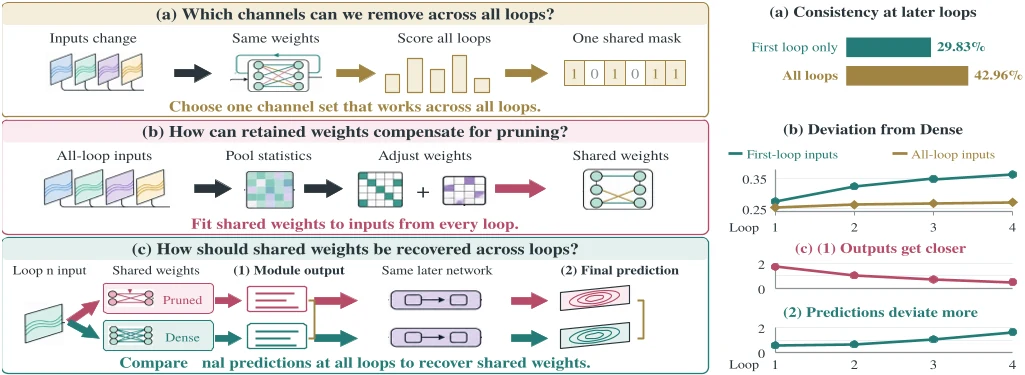 (a) Which channels can we remove across all loops?
Inputs change
Same weights
Score all loops
One shared mask
1 0 1 0 1 1
Choose one channel set that works across all loops.
(b) How can retained weights compensate for pruning?
All-loop inputs
Pool statistics
Adjust weights
Shared weights
+
Fit shared weights to inputs from every loop.
(c) How should shared weights be recovered across loops?
Loop n input
Shared weights
(1) Module output
Same later network
(2) Final prediction
Pruned
Dense
Compare nal predictions at all loops to recover shared weights.
(a) Consistency at later loops
First loop only
29.83%
All loops
42.96%
(b) Deviation from Dense
First-loop inputs
All-loop inputs
0.35
0.25
Loop 1 2 3 4
(c) (1) Outputs get closer
2
0
(2) Predictions deviate more
2
0
Loop 1 2 3 4